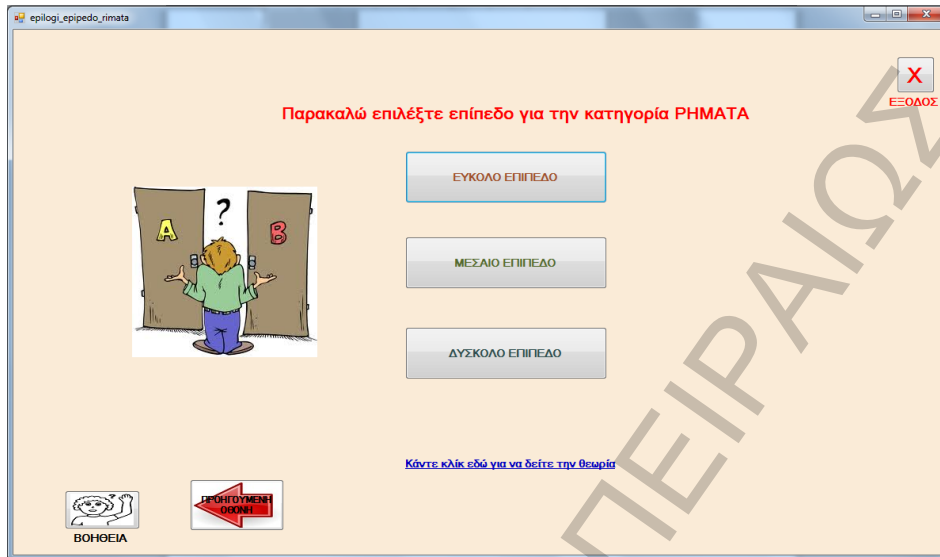 epilogi_epipedo_rimata
X
ΕΞΟΔΟΣ
Παρακαλώ επιλέξτε επίπεδο για την κατηγορία ΡΗΜΑΤΑ
ΕΥΚΟΛΟ ΕΠΙΠΕΔΟ
A ? B
ΜΕΣΑΙΟ ΕΠΙΠΕΔΟ
ΔΥΣΚΟΛΟ ΕΠΙΠΕΔΟ
Κάντε κλίκ εδώ για να δείτε την θεωρία
ΠΡΟΗΓΟΥΜΕΝΗ
ΟΘΟΝΗ
ΒΟΗΘΕΙΑ
ΠΕΙΡΑΙΩΣ